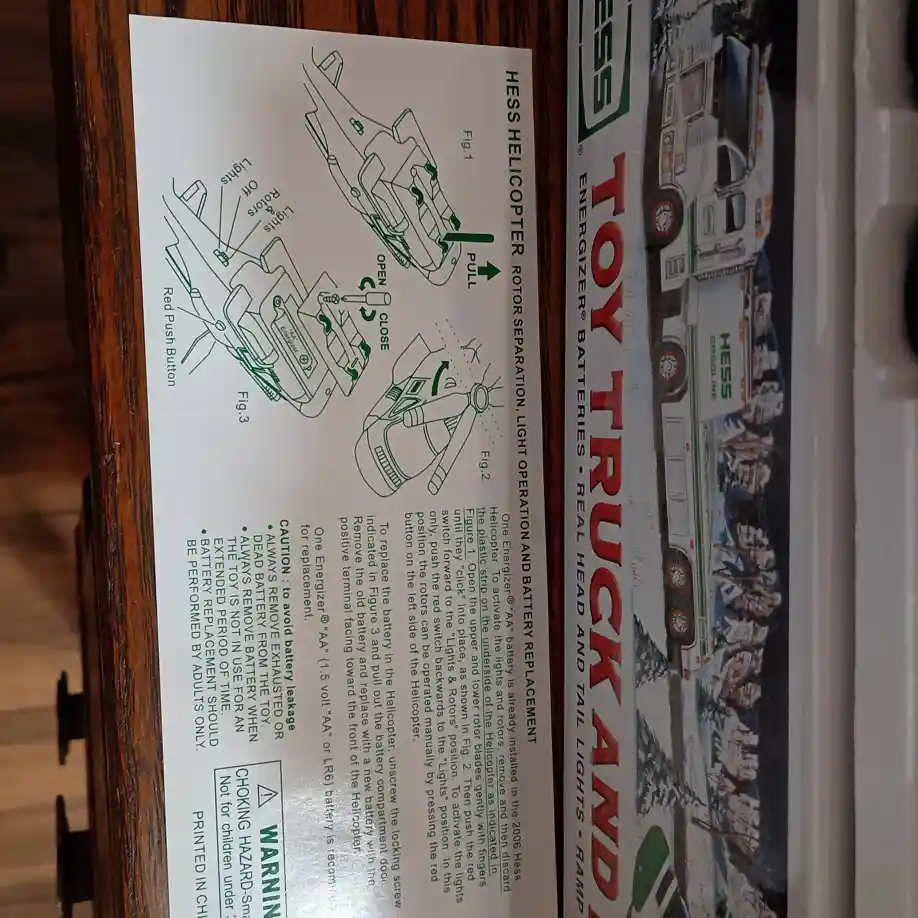 HESS HELICOPTER ROTOR SEPARATION, LIGHT OPERATION AND BATTERY REPLACEMENT
Fig.1
PULL
Fig.2
OPEN CLOSE
Lights
Off
Lights
&
Rotors
Fig.3
Red Push Button
One Energizer® "AA" battery is already installed in the 2006 Hess
Helicopter. To activate the lights and rotors, remove and then discard
the plastic strip on the underside of the Helicopter as indicated in
Figure 1. Open the upper and lower rotor blades gently with fingers
until they "click" into place, as shown in Fig. 2. Then push the red
switch forward to the "Lights & Rotors" position. To activate the lights
only, push the red switch backwards to the "Lights" position. In this
position the rotors can be operated manually by pressing the red
button on the left side of the Helicopter.
To replace the battery in the Helicopter, unscrew the locking screw
indicated in Figure 3 and pull out the battery compartment door.
Remove the old battery and replace with a new battery with the
positive terminal facing toward the front of the Helicopter.
One Energizer® "AA" (1.5 volt "AA" or LR6) battery is
for replacement.
CAUTION : to avoid battery leakage
• ALWAYS REMOVE EXHAUSTED OR
DEAD BATTERY FROM THE TOY.
• ALWAYS REMOVE BATTERY WHEN
THE TOY IS NOT IN USE FOR AN
EXTENDED PERIOD OF TIME.
• BATTERY REPLACEMENT SHOULD
BE PERFORMED BY ADULTS ONLY.
WARNIN
CHOKING HAZARD-Sma
Not for children under
PRINTED IN CHI
HESS
GASOLINE
ESS®
TOY TRUCK AND
ENERGIZER® BATTERIES • REAL HEAD AND TAIL LIGHTS • RAMP